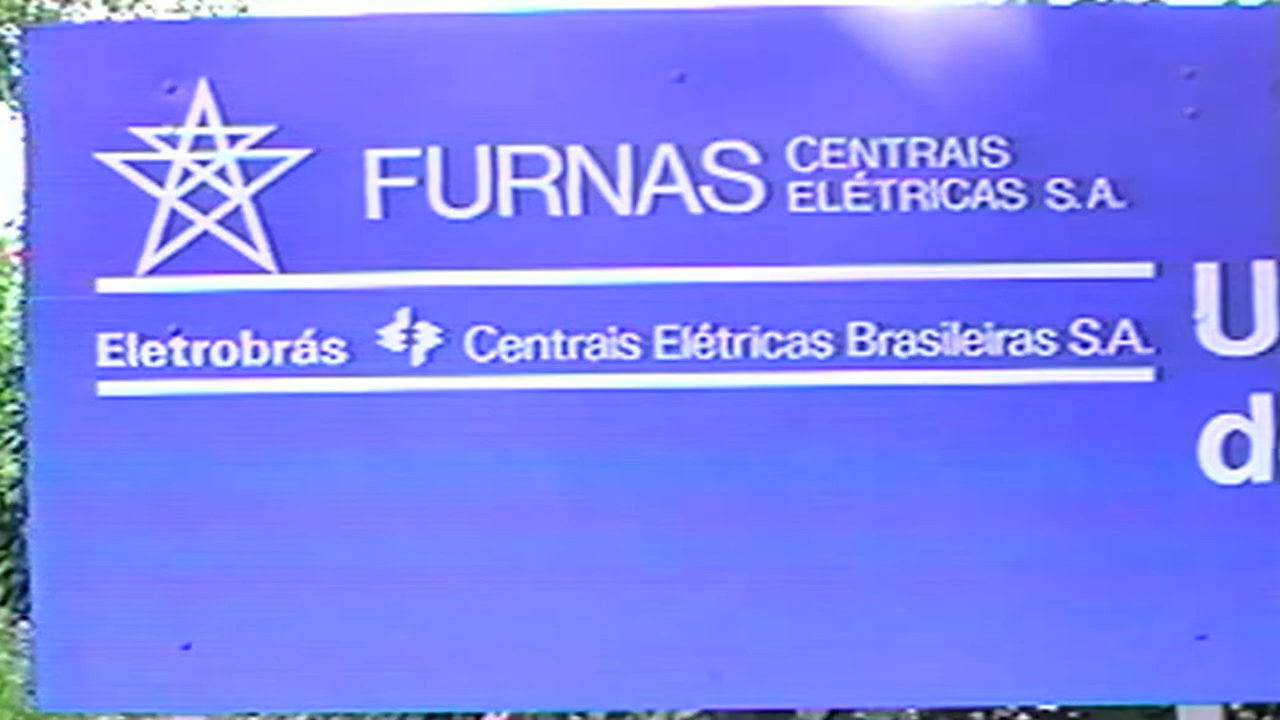 FURNAS CENTRAIS
ELÉTRICAS S.A.
Eletrobrás Centrais Elétricas Brasileiras S.A.